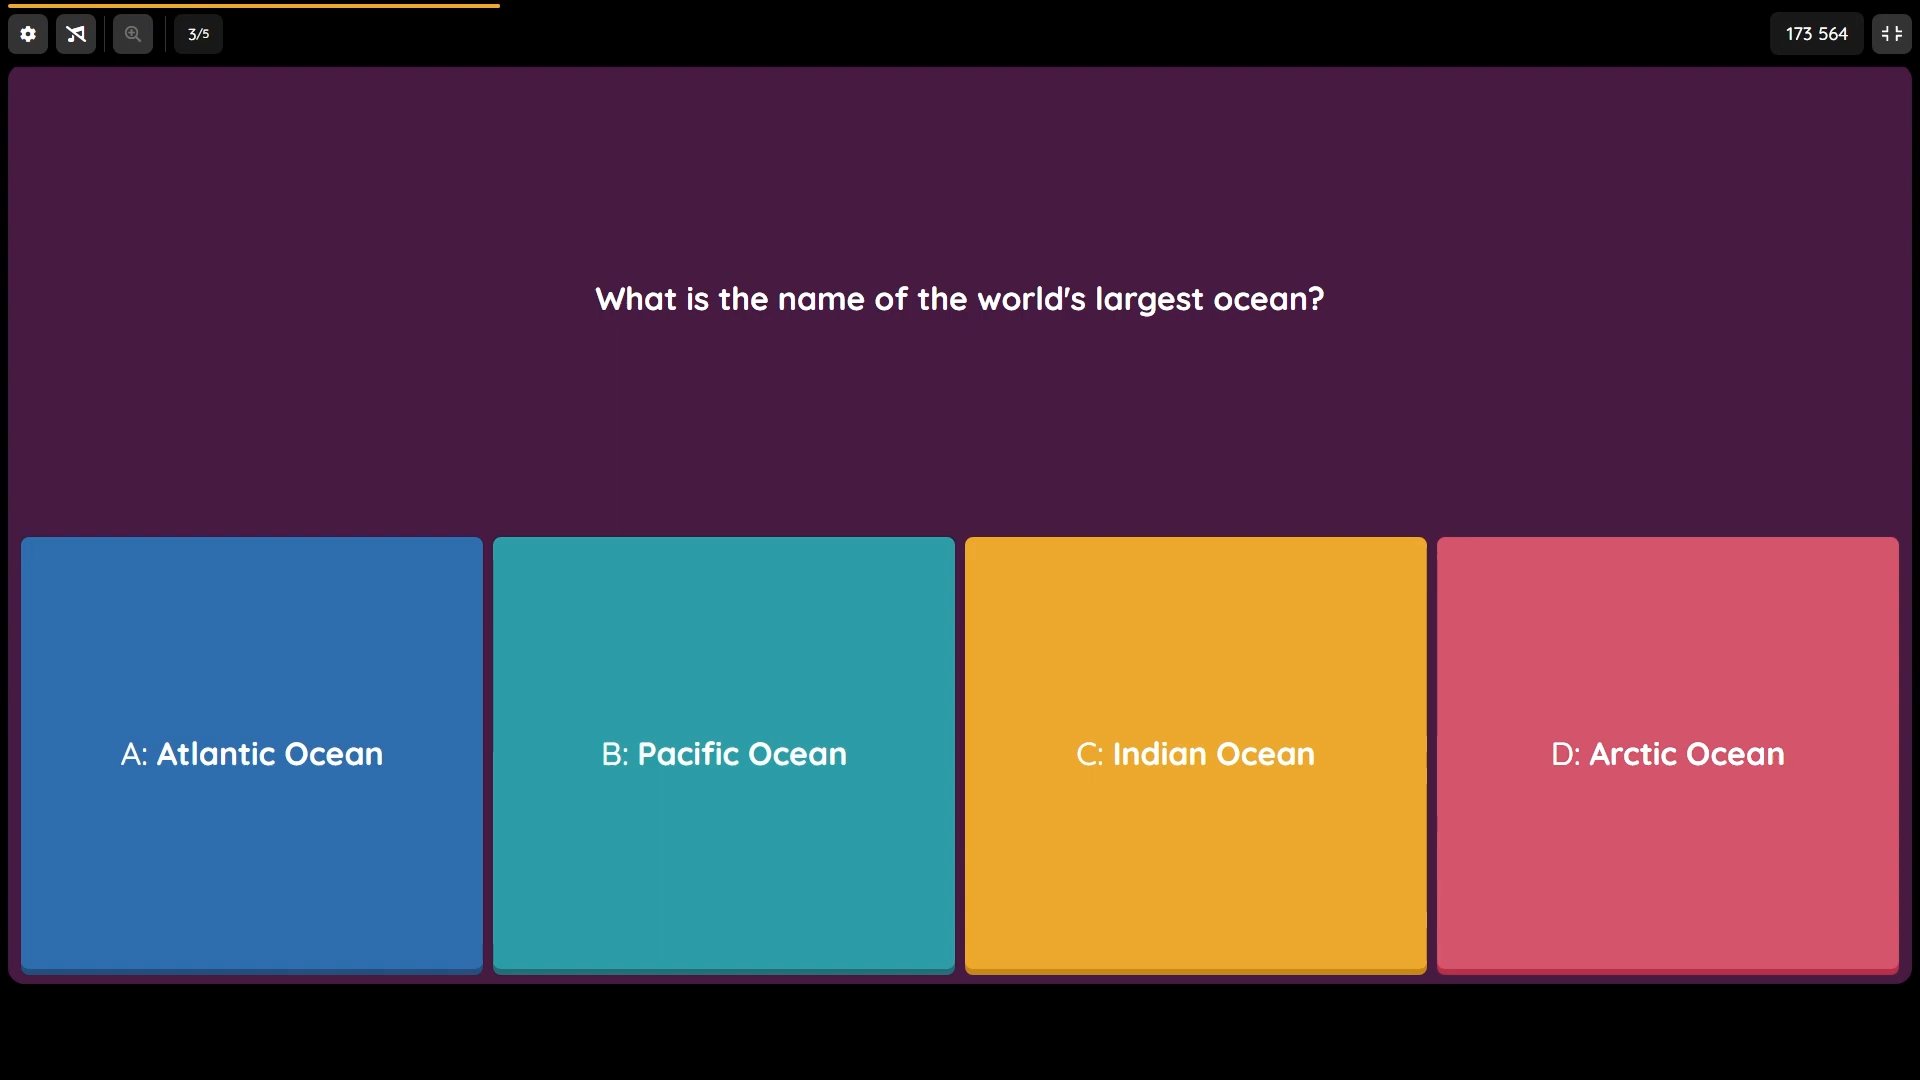 3/5
173 564
What is the name of the world's largest ocean?
A: Atlantic Ocean
B: Pacific Ocean
C: Indian Ocean
D: Arctic Ocean